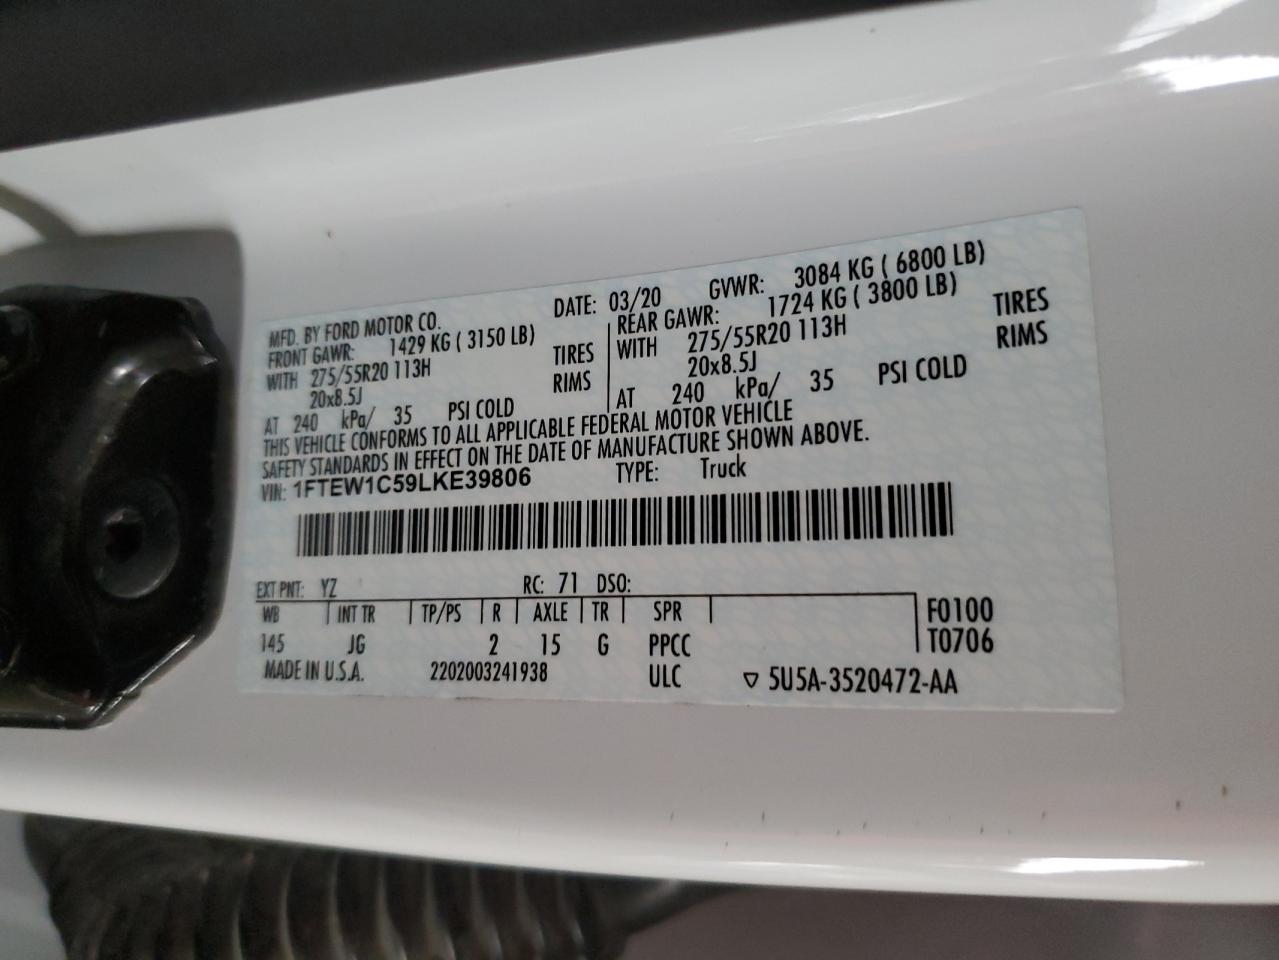 MFD. BY FORD MOTOR CO. DATE: 03/20 GVWR: 3084 KG ( 6800 LB)
FRONT GAWR: 1429 KG ( 3150 LB) REAR GAWR: 1724 KG ( 3800 LB)
WITH 275/55R20 113H TIRES WITH 275/55R20 113H TIRES
20x8.5J RIMS 20x8.5J RIMS
AT 240 kPa/ 35 PSI COLD AT 240 kPa/ 35 PSI COLD
THIS VEHICLE CONFORMS TO ALL APPLICABLE FEDERAL MOTOR VEHICLE
SAFETY STANDARDS IN EFFECT ON THE DATE OF MANUFACTURE SHOWN ABOVE.
VIN: 1FTEW1C59LKE39806 TYPE: Truck
EXT PNT: YZ RC: 71 DSO:
WB INT TR TP/PS R AXLE TR SPR F0100
145 JG 2 15 G PPCC T0706
MADE IN U.S.A. 2202003241938 ULC ▽ 5U5A-3520472-AA